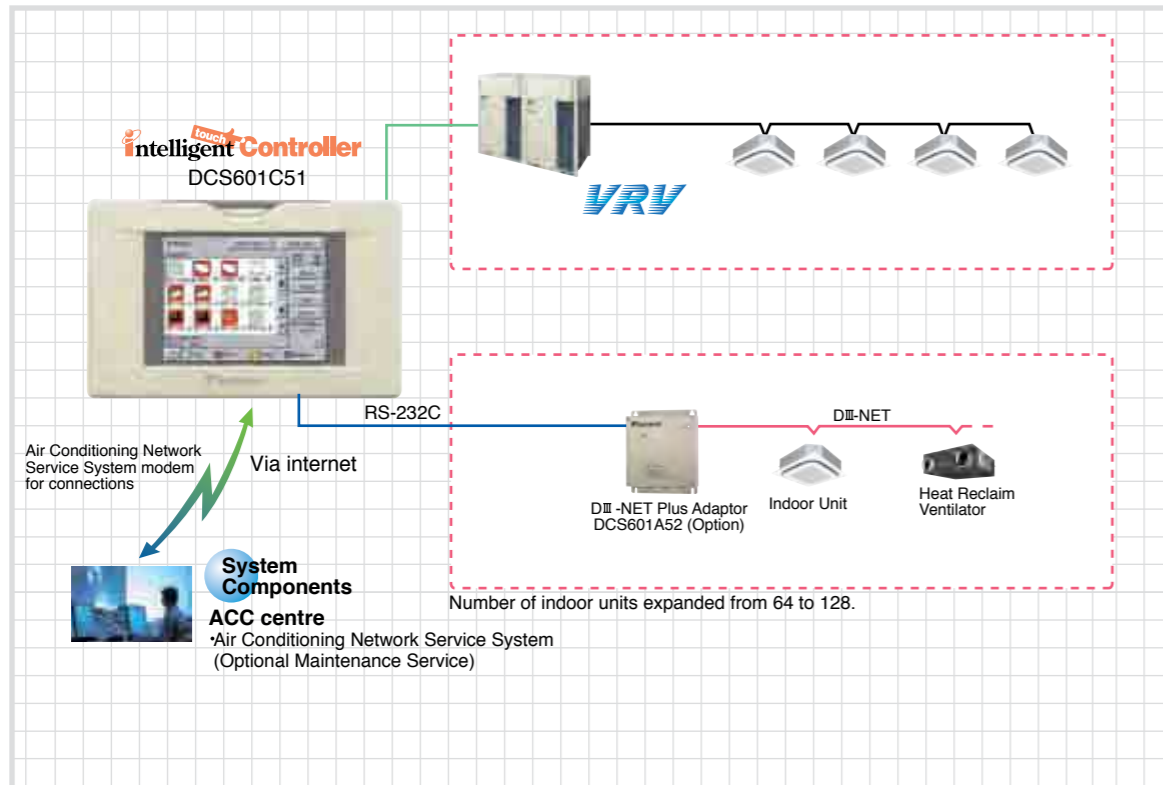 intelligent touch Controller
DCS601C51
VRV
RS-232C
DⅢ-NET
Air Conditioning Network
Service System modem
for connections
Via internet
DⅢ-NET Plus Adaptor
DCS601A52 (Option)
Indoor Unit
Heat Reclaim
Ventilator
System
Components
Number of indoor units expanded from 64 to 128.
ACC centre
･Air Conditioning Network Service System
(Optional Maintenance Service)